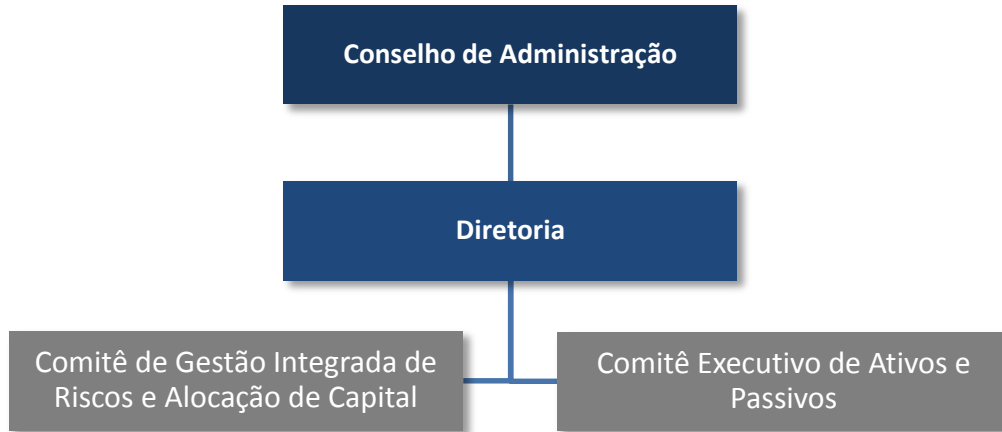 Conselho de Administração
Diretoria
Comitê de Gestão Integrada de
Riscos e Alocação de Capital
Comitê Executivo de Ativos e
Passivos